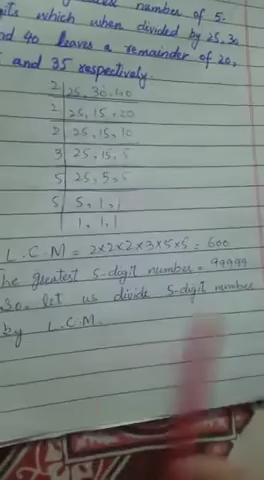 number of 5-
which when divided by 25, 30
nd 40 leaves a remainder of 20,
and 35 respectively.
2 | 25, 30, 40
2 | 25, 15, 20
2 | 25, 15, 10
3 | 25, 15, 5
5 | 25, 5, 5
5 | 5, 1, 1
1, 1, 1
L.C.M = 2×2×2×3×5×5 = 600
The greatest 5-digit number = 99999
So, let us divide 5-digit number
by L.C.M.